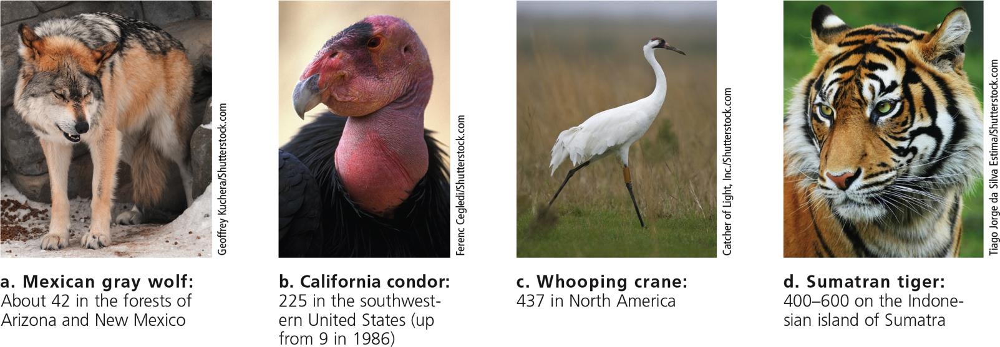 Geoffrey Kuchera/Shutterstock.com
a. Mexican gray wolf:
About 42 in the forests of
Arizona and New Mexico
Ferenc Cegledi/Shutterstock.com
b. California condor:
225 in the southwest-
ern United States (up
from 9 in 1986)
Catcher of Light, Inc./Shutterstock.com
c. Whooping crane:
437 in North America
Tiago Jorge da Silva Estima/Shutterstock.com
d. Sumatran tiger:
400–600 on the Indone-
sian island of Sumatra